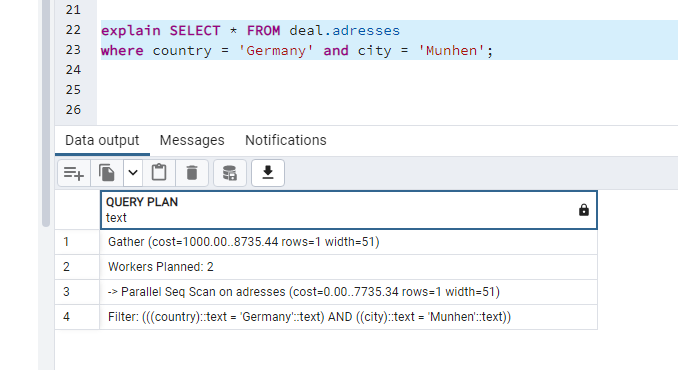 21
22 explain SELECT * FROM deal.adresses
23 where country = 'Germany' and city = 'Munhen';
24
25
26
Data output Messages Notifications
QUERY PLAN
text
1 Gather (cost=1000.00..8735.44 rows=1 width=51)
2 Workers Planned: 2
3 -> Parallel Seq Scan on adresses (cost=0.00..7735.34 rows=1 width=51)
4 Filter: (((country)::text = 'Germany'::text) AND ((city)::text = 'Munhen'::text))